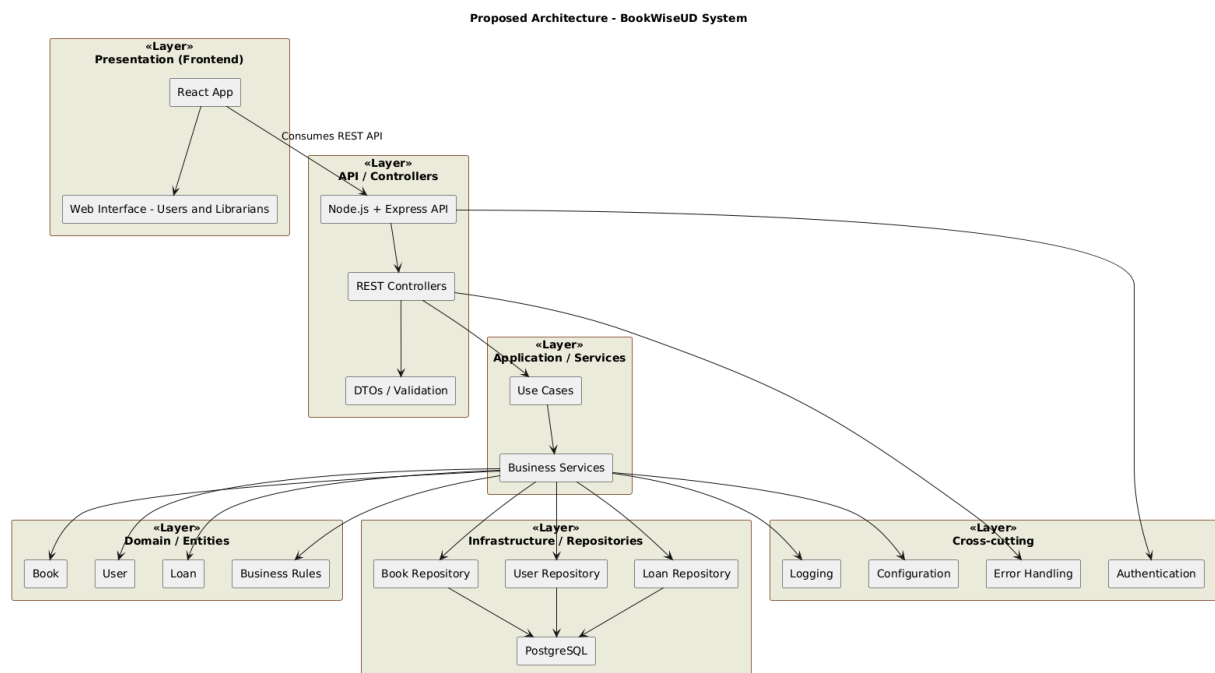 Proposed Architecture - BookWiseUD System
«Layer»
Presentation (Frontend)
React App
Consumes REST API
Web Interface - Users and Librarians
«Layer»
API / Controllers
Node.js + Express API
REST Controllers
DTOs / Validation
«Layer»
Application / Services
Use Cases
Business Services
«Layer»
Domain / Entities
Book
User
Loan
Business Rules
«Layer»
Infrastructure / Repositories
Book Repository
User Repository
Loan Repository
PostgreSQL
«Layer»
Cross-cutting
Logging
Configuration
Error Handling
Authentication